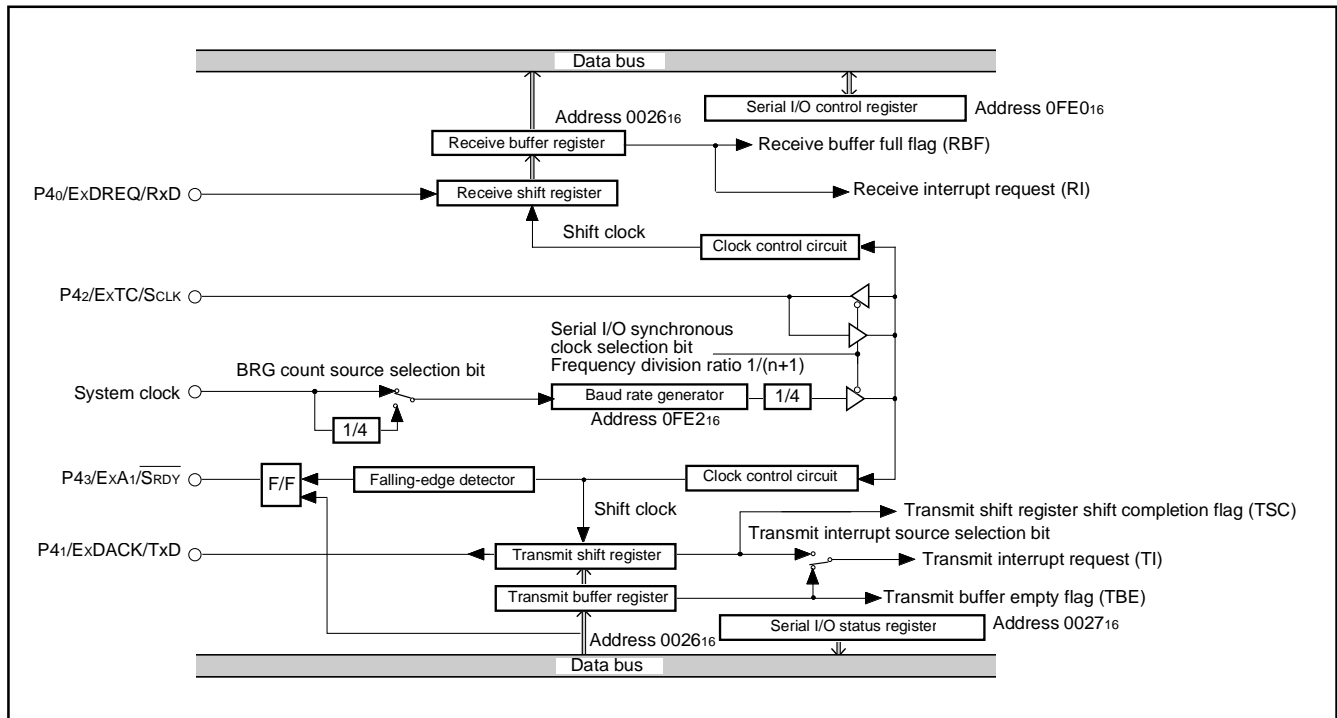 Data bus
Serial I/O control register
Address 0FE0₁₆
Address 0026₁₆
Receive buffer register
Receive buffer full flag (RBF)
P4₀/ExDREQ/RxD
Receive shift register
Receive interrupt request (RI)
Shift clock
Clock control circuit
P4₂/ExTC/SCLK
Serial I/O synchronous
clock selection bit
Frequency division ratio 1/(n+1)
BRG count source selection bit
System clock
Baud rate generator
1/4
1/4
Address 0FE2₁₆
P4₃/ExA₁/S̅R̅D̅Y̅
F/F
Falling-edge detector
Clock control circuit
Shift clock
Transmit shift register shift completion flag (TSC)
Transmit interrupt source selection bit
P4₁/ExDACK/TxD
Transmit shift register
Transmit interrupt request (TI)
Transmit buffer register
Transmit buffer empty flag (TBE)
Address 0026₁₆
Serial I/O status register
Address 0027₁₆
Data bus